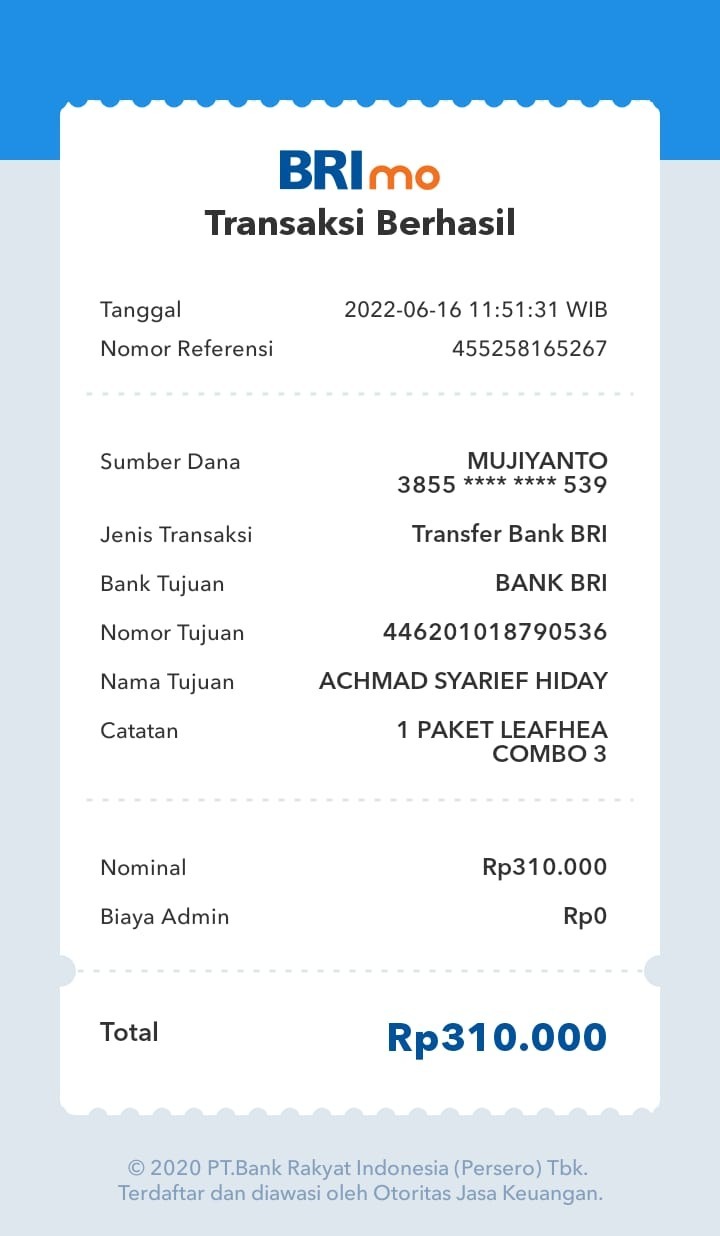 BRImo
Transaksi Berhasil
Tanggal 2022-06-16 11:51:31 WIB
Nomor Referensi 455258165267
Sumber Dana MUJIYANTO
3855 **** **** 539
Jenis Transaksi Transfer Bank BRI
Bank Tujuan BANK BRI
Nomor Tujuan 446201018790536
Nama Tujuan ACHMAD SYARIEF HIDAY
Catatan 1 PAKET LEAFHEA
COMBO 3
Nominal Rp310.000
Biaya Admin Rp0
Total Rp310.000
© 2020 PT.Bank Rakyat Indonesia (Persero) Tbk.
Terdaftar dan diawasi oleh Otoritas Jasa Keuangan.